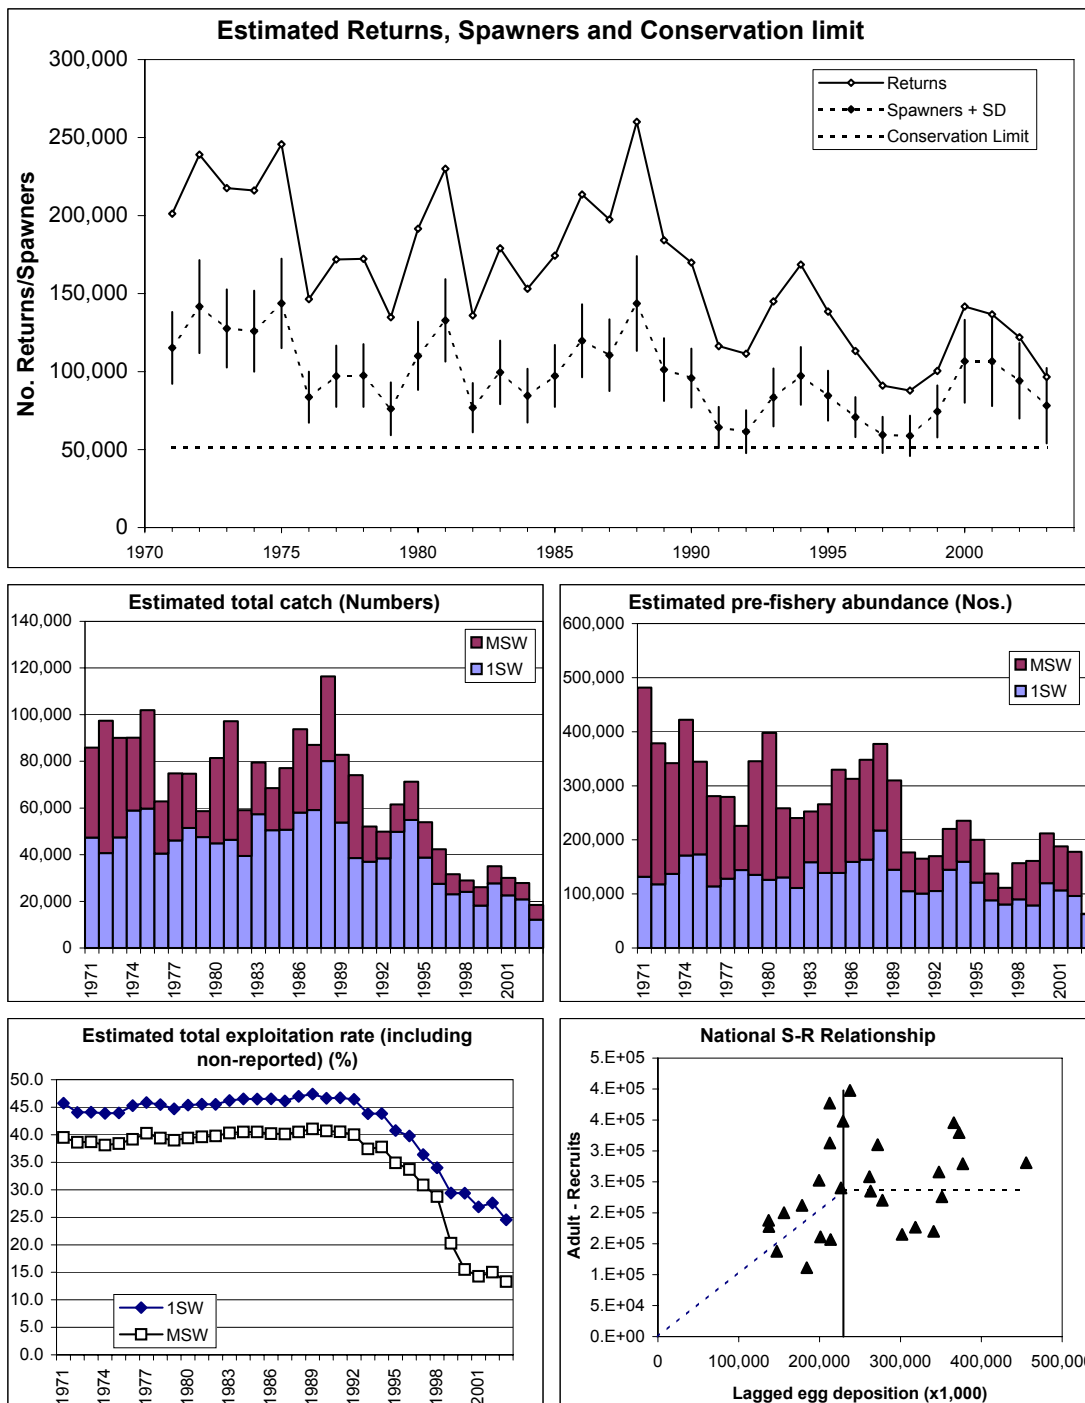 Estimated Returns, Spawners and Conservation limit
No. Returns/Spawners
300,000
250,000
200,000
150,000
100,000
50,000
0
Returns
Spawners + SD
Conservation Limit
1970 1975 1980 1985 1990 1995 2000
Estimated total catch (Numbers)
140,000
120,000
100,000
80,000
60,000
40,000
20,000
0
MSW
1SW
1971 1974 1977 1980 1983 1986 1989 1992 1995 1998 2001
Estimated pre-fishery abundance (Nos.)
600,000
500,000
400,000
300,000
200,000
100,000
0
MSW
1SW
1971 1974 1977 1980 1983 1986 1989 1992 1995 1998 2001
Estimated total exploitation rate (including
non-reported) (%)
50.0
45.0
40.0
35.0
30.0
25.0
20.0
15.0
10.0
5.0
0.0
1SW
MSW
1971 1974 1977 1980 1983 1986 1989 1992 1995 1998 2001
National S-R Relationship
Adult - Recruits
5.E+05
4.E+05
4.E+05
3.E+05
3.E+05
2.E+05
2.E+05
1.E+05
5.E+04
0.E+00
0 100,000 200,000 300,000 400,000 500,000
Lagged egg deposition (x1,000)